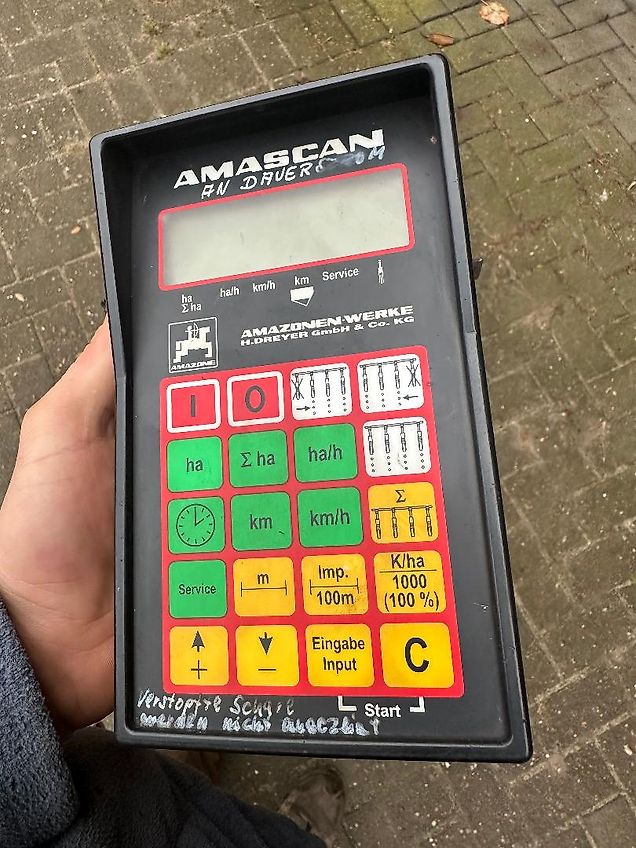 AMASCAN
AN DAUERSTROM
ha
Σ ha
ha/h
km/h
km
Service
AMAZONE
AMAZONEN-WERKE
H.DREYER GmbH & Co. KG
I
O
ha
Σ ha
ha/h
km
km/h
Σ
Service
m
Imp.
100m
K/ha
1000
(100 %)
+
−
Eingabe
Input
C
Start
Verstopfte Schare
werden nicht angezeigt